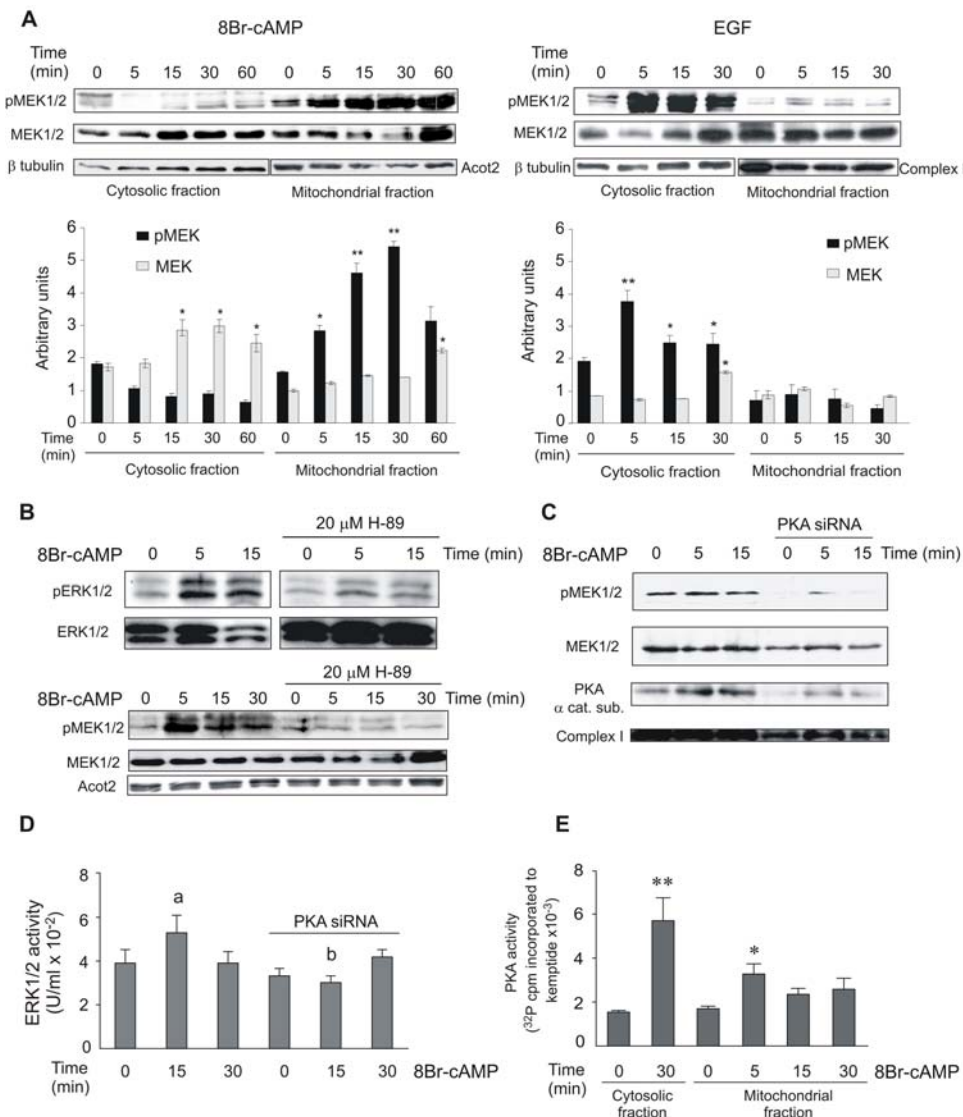 A
8Br-cAMP
Time (min) 0 5 15 30 60 0 5 15 30 60
pMEK1/2
MEK1/2
β tubulin Acot2
Cytosolic fraction Mitochondrial fraction
EGF
Time (min) 0 5 15 30 0 5 15 30
pMEK1/2
MEK1/2
β tubulin Complex I
Cytosolic fraction Mitochondrial fraction
Arbitrary units
6
5
4
3
2
1
0
pMEK
MEK
* * * * ** ** *
Time (min) 0 5 15 30 60 0 5 15 30 60
Cytosolic fraction Mitochondrial fraction
Arbitrary units
6
5
4
3
2
1
0
pMEK
MEK
** * * *
Time (min) 0 5 15 30 0 5 15 30
Cytosolic fraction Mitochondrial fraction
B
20 μM H-89
8Br-cAMP 0 5 15 0 5 15 Time (min)
pERK1/2
ERK1/2
20 μM H-89
8Br-cAMP 0 5 15 30 0 5 15 30 Time (min)
pMEK1/2
MEK1/2
Acot2
C
PKA siRNA
8Br-cAMP 0 5 15 0 5 15 Time (min)
pMEK1/2
MEK1/2
PKA
α cat. sub.
Complex I
D
ERK1/2 activity
(U/ml x 10-2)
8
6
4
2
0
a
PKA siRNA
b
Time (min) 0 15 30 0 15 30 8Br-cAMP
E
PKA activity
(32P cpm incorporated to
kemptide x10-3)
8
6
4
2
0
** *
Time (min) 0 30 0 5 15 30 8Br-cAMP
Cytosolic fraction Mitochondrial fraction